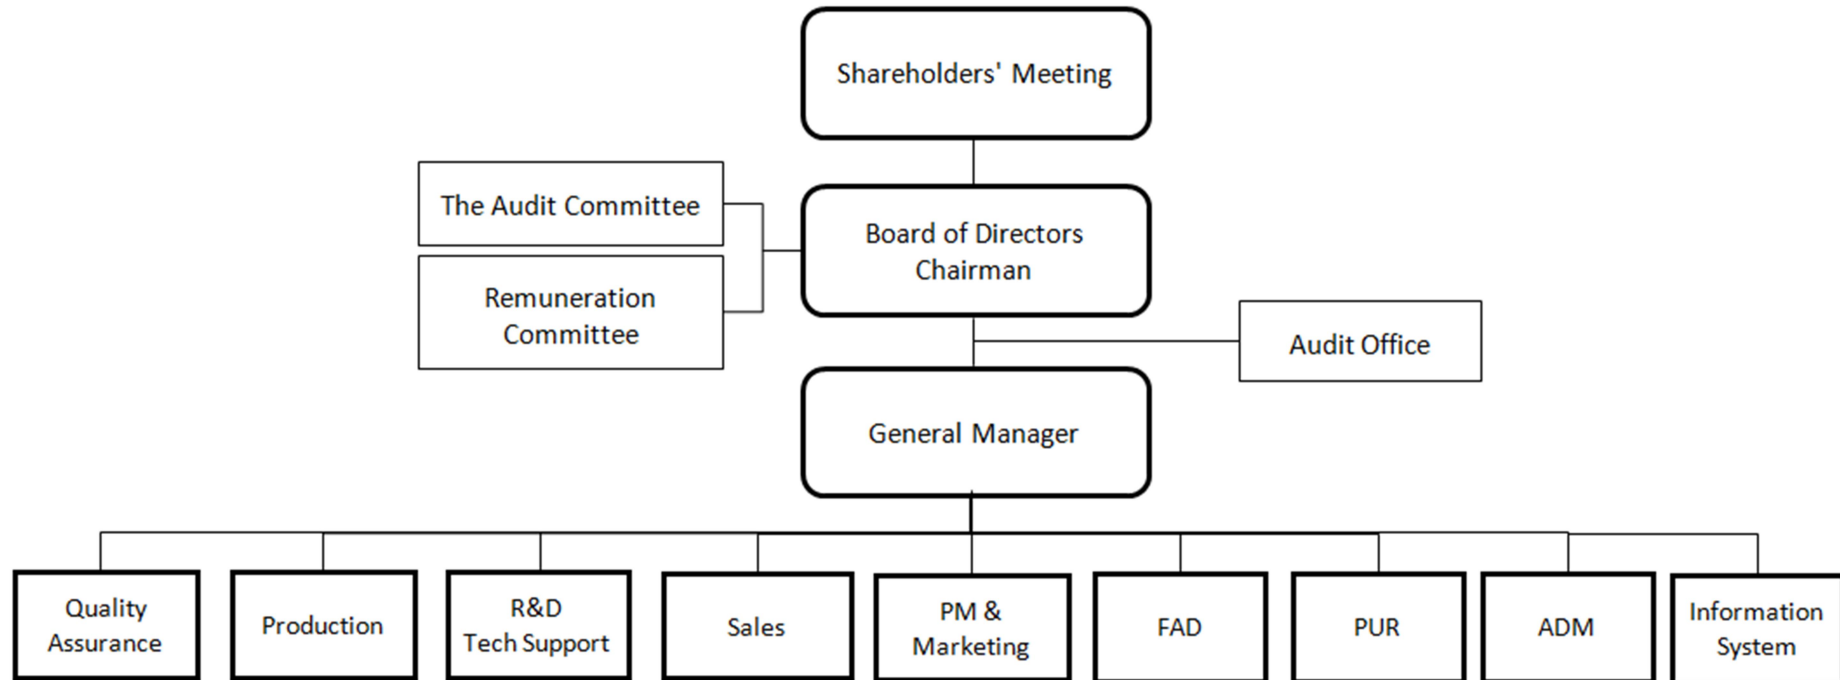 Shareholders' Meeting
The Audit Committee
Board of Directors
Chairman
Remuneration
Committee
Audit Office
General Manager
Quality
Assurance
Production
R&D
Tech Support
Sales
PM &
Marketing
FAD
PUR
ADM
Information
System